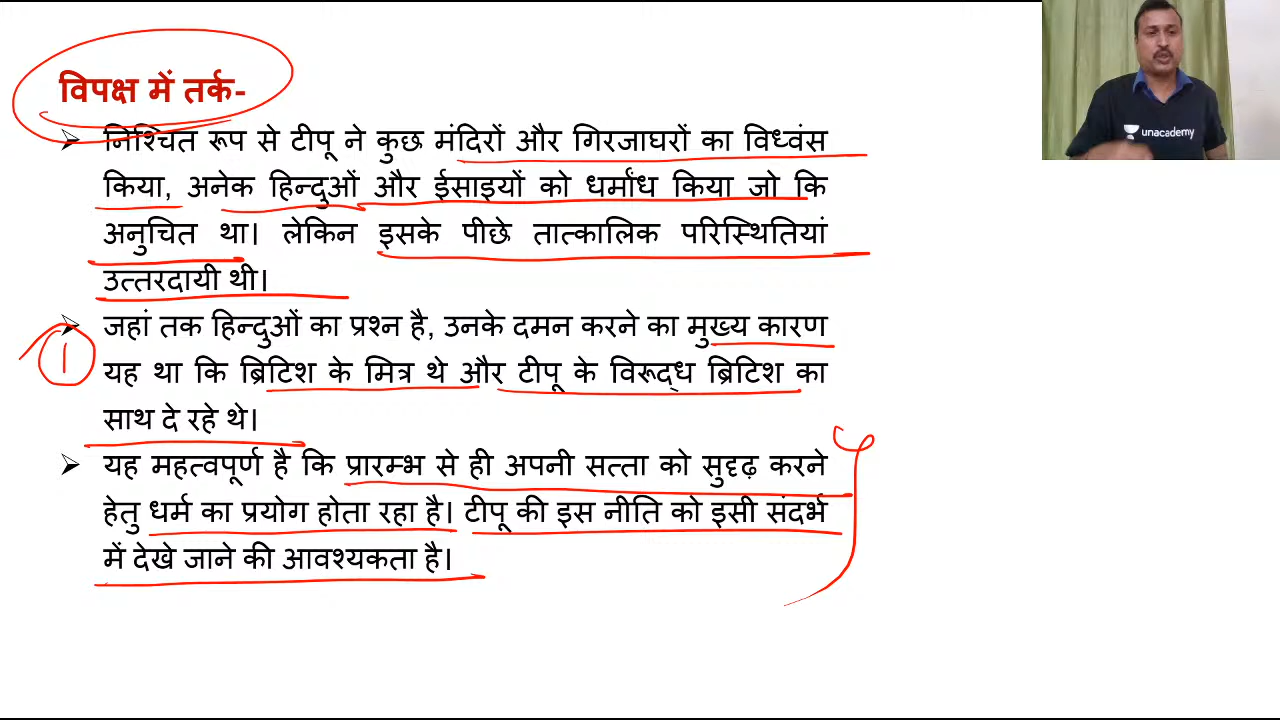 विपक्ष में तर्क-
unacademy
➢ निश्चित रूप से टीपू ने कुछ मंदिरों और गिरजाघरों का विध्वंस
किया, अनेक हिन्दुओं और ईसाइयों को धर्मांध किया जो कि
अनुचित था। लेकिन इसके पीछे तात्कालिक परिस्थितियां
उत्तरदायी थी।
➢ जहां तक हिन्दुओं का प्रश्न है, उनके दमन करने का मुख्य कारण
1
यह था कि ब्रिटिश के मित्र थे और टीपू के विरूद्ध ब्रिटिश का
साथ दे रहे थे।
➢ यह महत्वपूर्ण है कि प्रारम्भ से ही अपनी सत्ता को सुदृढ़ करने
हेतु धर्म का प्रयोग होता रहा है। टीपू की इस नीति को इसी संदर्भ
में देखे जाने की आवश्यकता है।